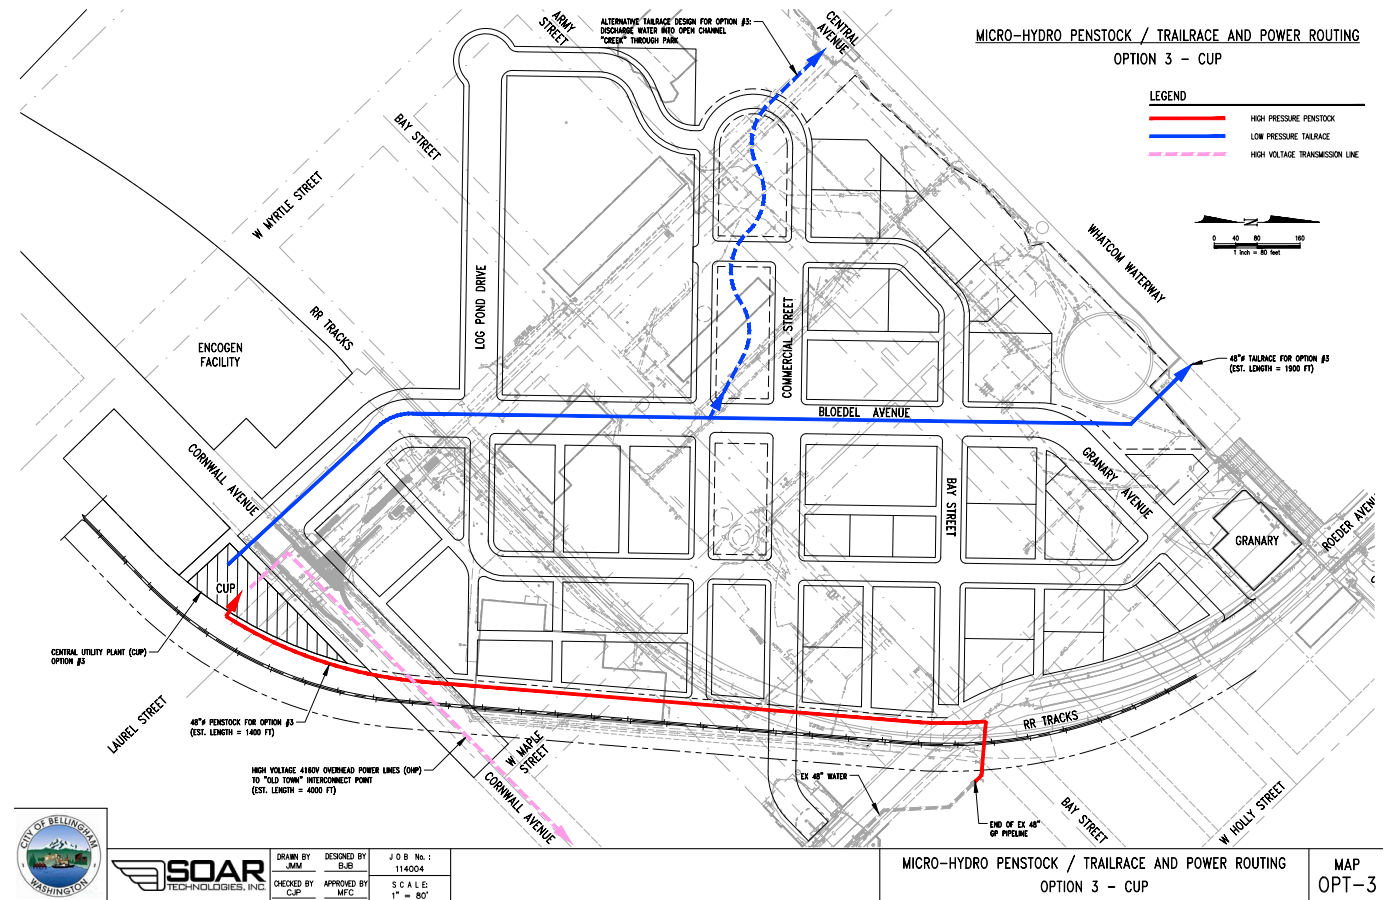 MICRO-HYDRO PENSTOCK / TRAILRACE AND POWER ROUTING
OPTION 3 - CUP
LEGEND
HIGH PRESSURE PENSTOCK
LOW PRESSURE TAILRACE
HIGH VOLTAGE TRANSMISSION LINE
N
0 40 80 160
1 inch = 80 feet
ALTERNATIVE TAILRACE DESIGN FOR OPTION #3:
DISCHARGE WATER INTO OPEN CHANNEL
"CREEK" THROUGH PARK
ARMY
STREET
CENTRAL
AVENUE
BAY STREET
W MYRTLE STREET
WHATCOM WATERWAY
LOG POND DRIVE
RR TRACKS
ENCOGEN
FACILITY
COMMERCIAL STREET
48"ø TAILRACE FOR OPTION #3
(EST. LENGTH = 1900 FT)
BLOEDEL AVENUE
CORNWALL AVENUE
GRANARY AVENUE
BAY STREET
GRANARY
ROEDER AVENU
CUP
CENTRAL UTILITY PLANT (CUP)
OPTION #3
LAUREL STREET
48"ø PENSTOCK FOR OPTION #3
(EST. LENGTH = 1400 FT)
RR TRACKS
HIGH VOLTAGE 4160V OVERHEAD POWER LINES (OHP)
TO "OLD TOWN" INTERCONNECT POINT
(EST. LENGTH = 4000 FT)
W MAPLE
STREET
CORNWALL AVENUE
EX 48" WATER
END OF EX 48"
GP PIPELINE
BAY STREET
W HOLLY STREET
CITY OF BELLINGHAM
WASHINGTON
SOAR
TECHNOLOGIES, INC.
DRAWN BY
JMM
DESIGNED BY
BJB
JOB No.:
114004
CHECKED BY
CJP
APPROVED BY
MFC
SCALE:
1" = 80'
MICRO-HYDRO PENSTOCK / TRAILRACE AND POWER ROUTING
OPTION 3 - CUP
MAP
OPT-3